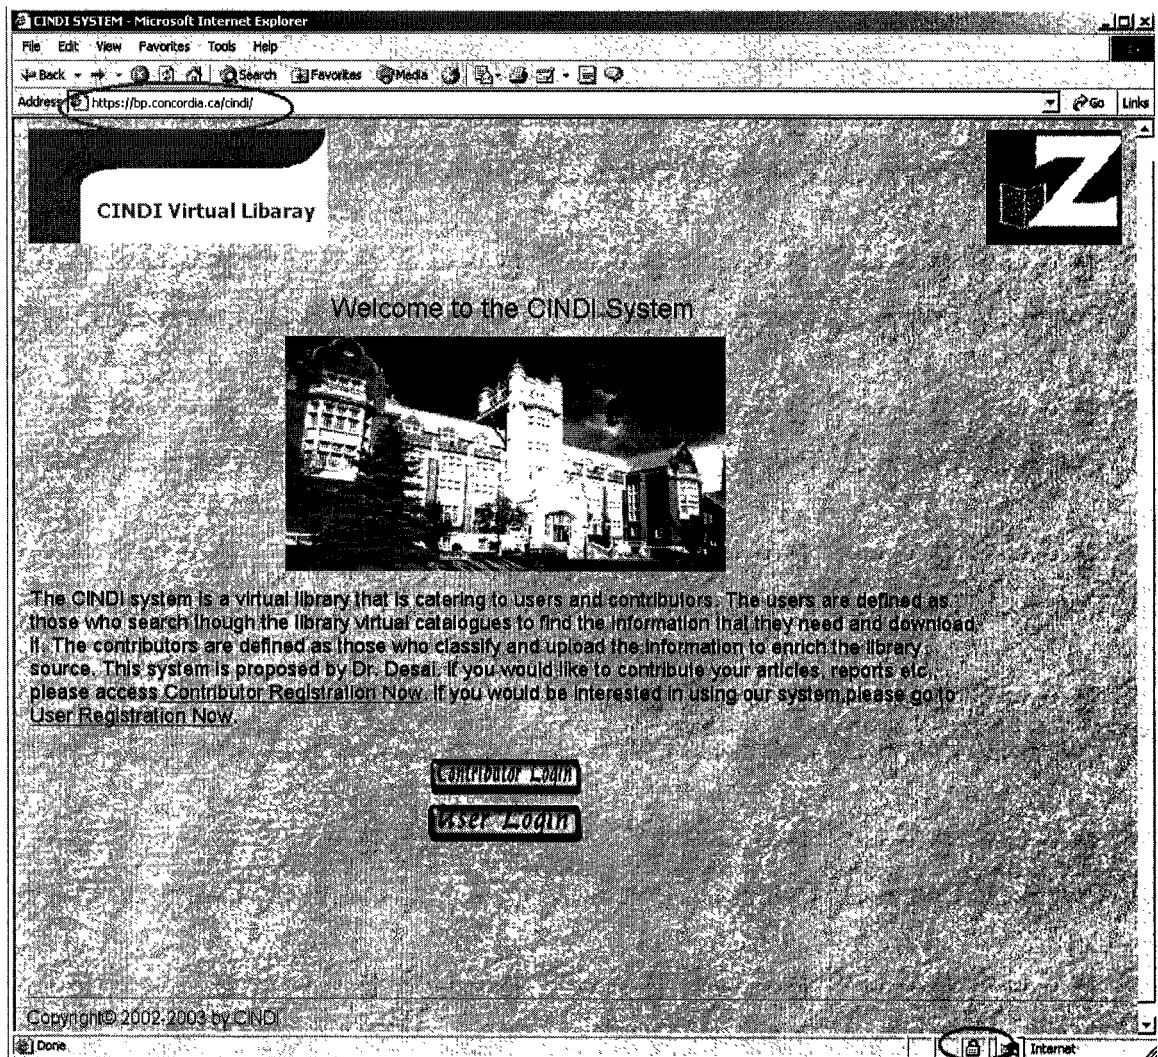 CINDI SYSTEM - Microsoft Internet Explorer
File Edit View Favorites Tools Help
Back Search Favorites Media
Address https://bp.concordia.ca/cindi/ Go Links
CINDI Virtual Libaray
Z
Welcome to the CINDI System
The CINDI system is a virtual library that is catering to users and contributors. The users are defined as
those who search though the library virtual catalogues to find the information that they need and download
it. The contributors are defined as those who classify and upload the information to enrich the library
source. This system is proposed by Dr. Desai. If you would like to contribute your articles, reports etc.,
please access Contributor Registration Now. If you would be interested in using our system,please go to
User Registration Now.
Contributor Login
User Login
Copyright© 2002-2003 by CINDI
Done Internet